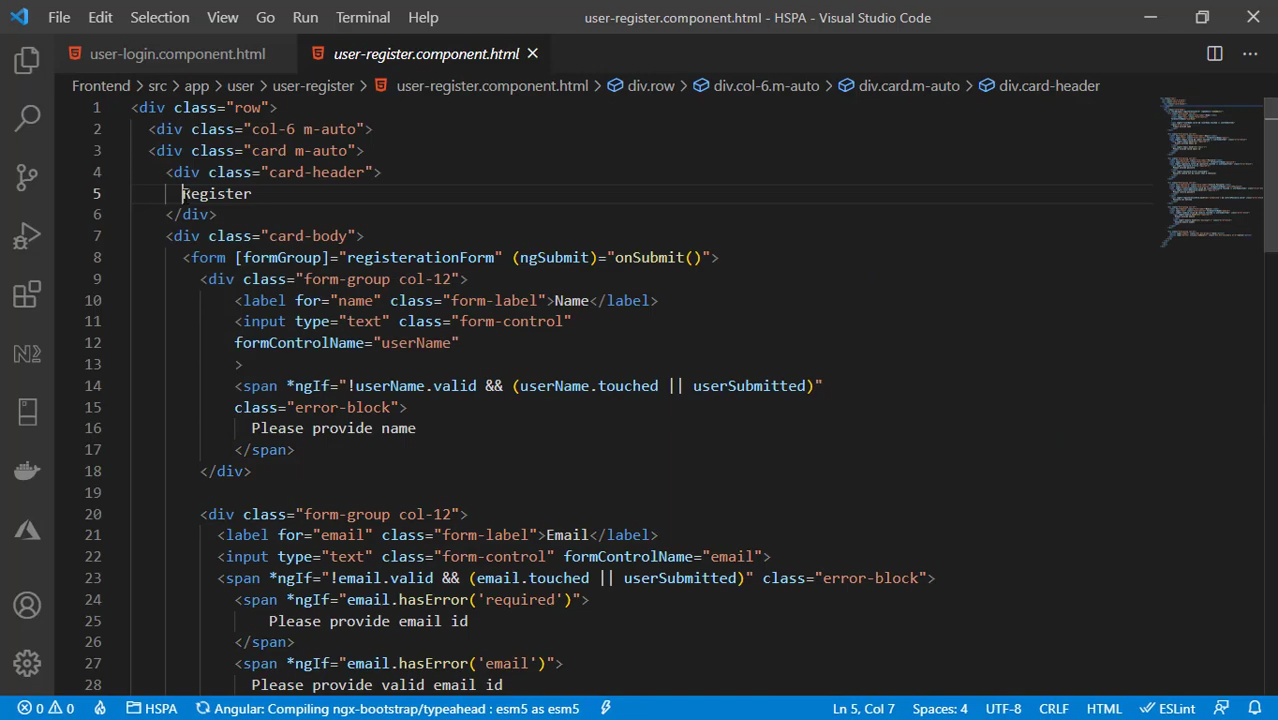 File Edit Selection View Go Run Terminal Help user-register.component.html - HSPA - Visual Studio Code
user-login.component.html user-register.component.html
Frontend > src > app > user > user-register > user-register.component.html > div.row > div.col-6.m-auto > div.card.m-auto > div.card-header
1 <div class="row">
2 <div class="col-6 m-auto">
3 <div class="card m-auto">
4 <div class="card-header">
5 Register
6 </div>
7 <div class="card-body">
8 <form [formGroup]="registerationForm" (ngSubmit)="onSubmit()">
9 <div class="form-group col-12">
10 <label for="name" class="form-label">Name</label>
11 <input type="text" class="form-control"
12 formControlName="userName"
13 >
14 <span *ngIf="!userName.valid && (userName.touched || userSubmitted)"
15 class="error-block">
16 Please provide name
17 </span>
18 </div>
19
20 <div class="form-group col-12">
21 <label for="email" class="form-label">Email</label>
22 <input type="text" class="form-control" formControlName="email">
23 <span *ngIf="!email.valid && (email.touched || userSubmitted)" class="error-block">
24 <span *ngIf="email.hasError('required')">
25 Please provide email id
26 </span>
27 <span *ngIf="email.hasError('email')">
28 Please provide valid email id
0 0 HSPA Angular: Compiling ngx-bootstrap/typeahead : esm5 as esm5 Ln 5, Col 7 Spaces: 4 UTF-8 CRLF HTML ESLint